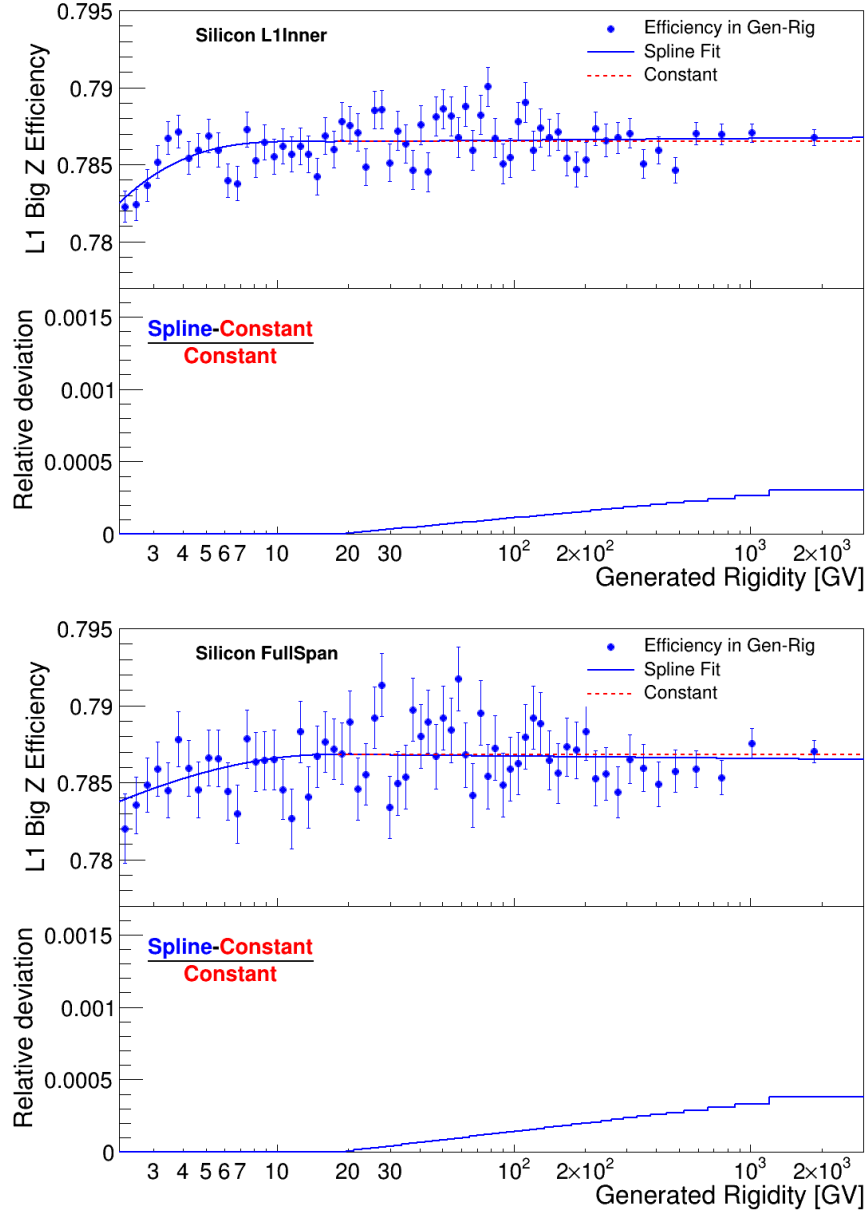 0.795
Silicon L1Inner
Efficiency in Gen-Rig
Spline Fit
Constant
0.79
0.785
0.78
L1 Big Z Efficiency
0.0015
Spline-Constant
Constant
0.001
0.0005
0
Relative deviation
3 4 5 6 7 10 20 30 10² 2×10² 10³ 2×10³
Generated Rigidity [GV]
0.795
Silicon FullSpan
Efficiency in Gen-Rig
Spline Fit
Constant
0.79
0.785
0.78
L1 Big Z Efficiency
0.0015
Spline-Constant
Constant
0.001
0.0005
0
Relative deviation
3 4 5 6 7 10 20 30 10² 2×10² 10³ 2×10³
Generated Rigidity [GV]